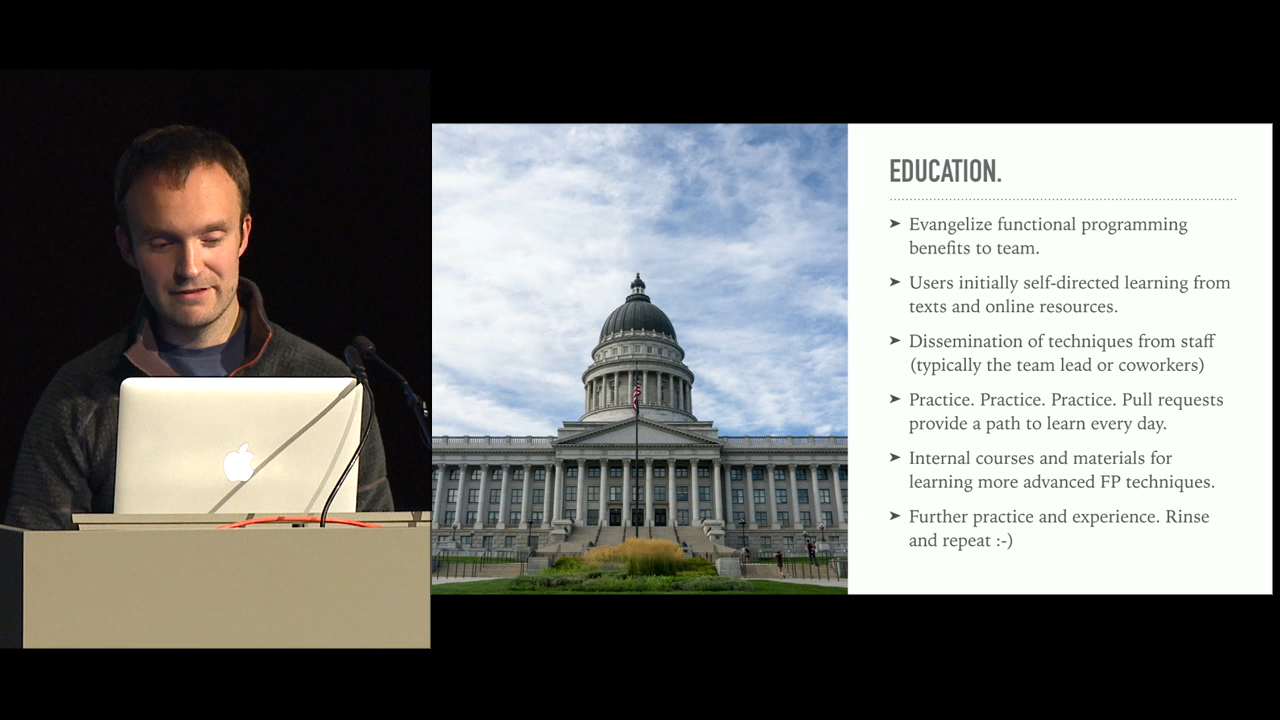 EDUCATION.
➤ Evangelize functional programming
benefits to team.
➤ Users initially self-directed learning from
texts and online resources.
➤ Dissemination of techniques from staff
(typically the team lead or coworkers)
➤ Practice. Practice. Practice. Pull requests
provide a path to learn every day.
➤ Internal courses and materials for
learning more advanced FP techniques.
➤ Further practice and experience. Rinse
and repeat :-)